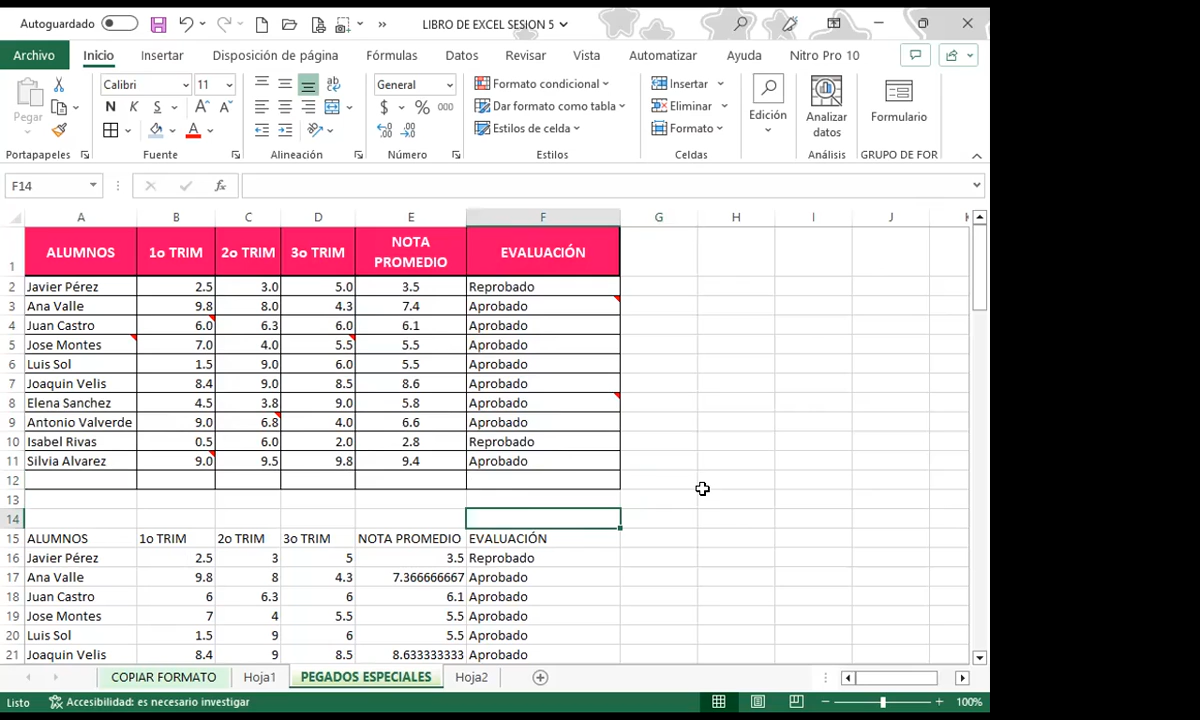 Autoguardado LIBRO DE EXCEL SESION 5
Archivo Inicio Insertar Disposición de página Fórmulas Datos Revisar Vista Automatizar Ayuda Nitro Pro 10
Pegar Calibri 11 General Formato condicional Insertar
N K S $ % 000 Dar formato como tabla Eliminar Edición Analizar datos Formulario
Estilos de celda Formato
Portapapeles Fuente Alineación Número Estilos Celdas Análisis GRUPO DE FOR
F14 fx
A B C D E F G H I J
1 ALUMNOS 1o TRIM 2o TRIM 3o TRIM NOTA PROMEDIO EVALUACIÓN
2 Javier Pérez 2.5 3.0 5.0 3.5 Reprobado
3 Ana Valle 9.8 8.0 4.3 7.4 Aprobado
4 Juan Castro 6.0 6.3 6.0 6.1 Aprobado
5 Jose Montes 7.0 4.0 5.5 5.5 Aprobado
6 Luis Sol 1.5 9.0 6.0 5.5 Aprobado
7 Joaquin Velis 8.4 9.0 8.5 8.6 Aprobado
8 Elena Sanchez 4.5 3.8 9.0 5.8 Aprobado
9 Antonio Valverde 9.0 6.8 4.0 6.6 Aprobado
10 Isabel Rivas 0.5 6.0 2.0 2.8 Reprobado
11 Silvia Alvarez 9.0 9.5 9.8 9.4 Aprobado
12
13
14
15 ALUMNOS 1o TRIM 2o TRIM 3o TRIM NOTA PROMEDIO EVALUACIÓN
16 Javier Pérez 2.5 3 5 3.5 Reprobado
17 Ana Valle 9.8 8 4.3 7.366666667 Aprobado
18 Juan Castro 6 6.3 6 6.1 Aprobado
19 Jose Montes 7 4 5.5 5.5 Aprobado
20 Luis Sol 1.5 9 6 5.5 Aprobado
21 Joaquin Velis 8.4 9 8.5 8.633333333 Aprobado
COPIAR FORMATO Hoja1 PEGADOS ESPECIALES Hoja2
Listo Accesibilidad: es necesario investigar 100%